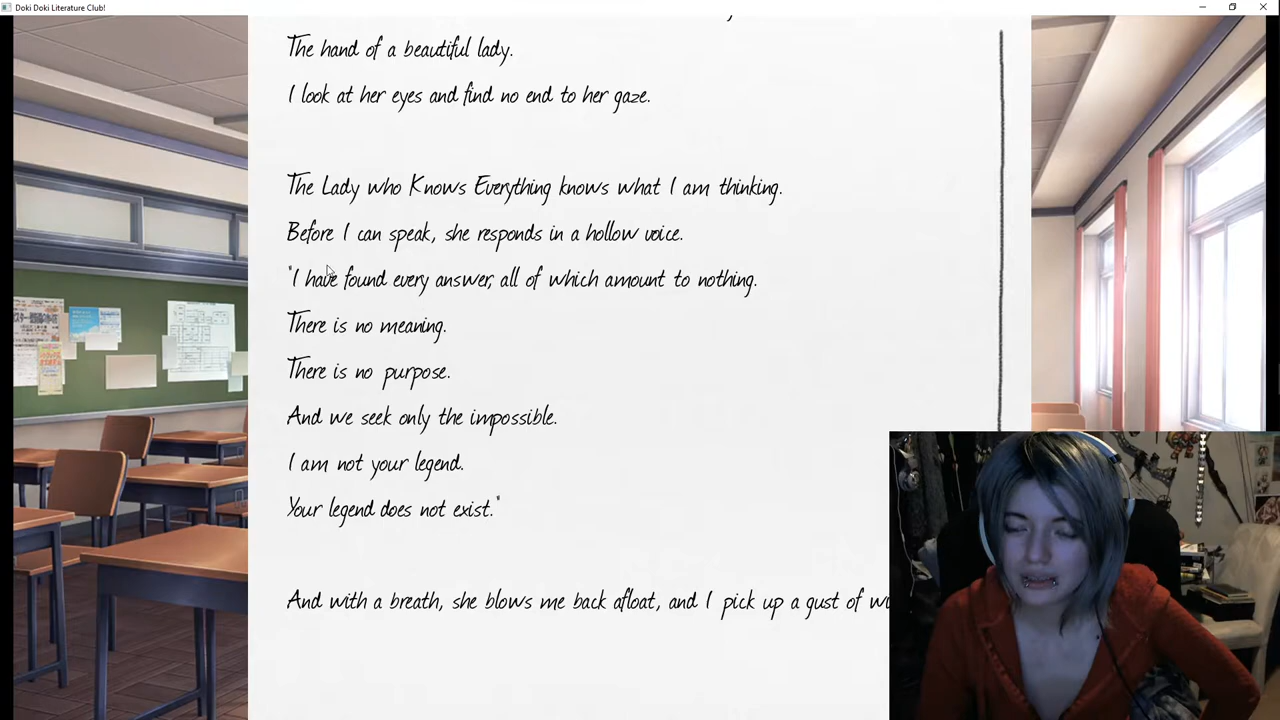 Doki Doki Literature Club!
The hand of a beautiful lady.
I look at her eyes and find no end to her gaze.
The Lady who Knows Everything knows what I am thinking.
Before I can speak, she responds in a hollow voice.
"I have found every answer, all of which amount to nothing.
There is no meaning.
There is no purpose.
And we seek only the impossible.
I am not your legend.
Your legend does not exist."
And with a breath, she blows me back afloat, and I pick up a gust of